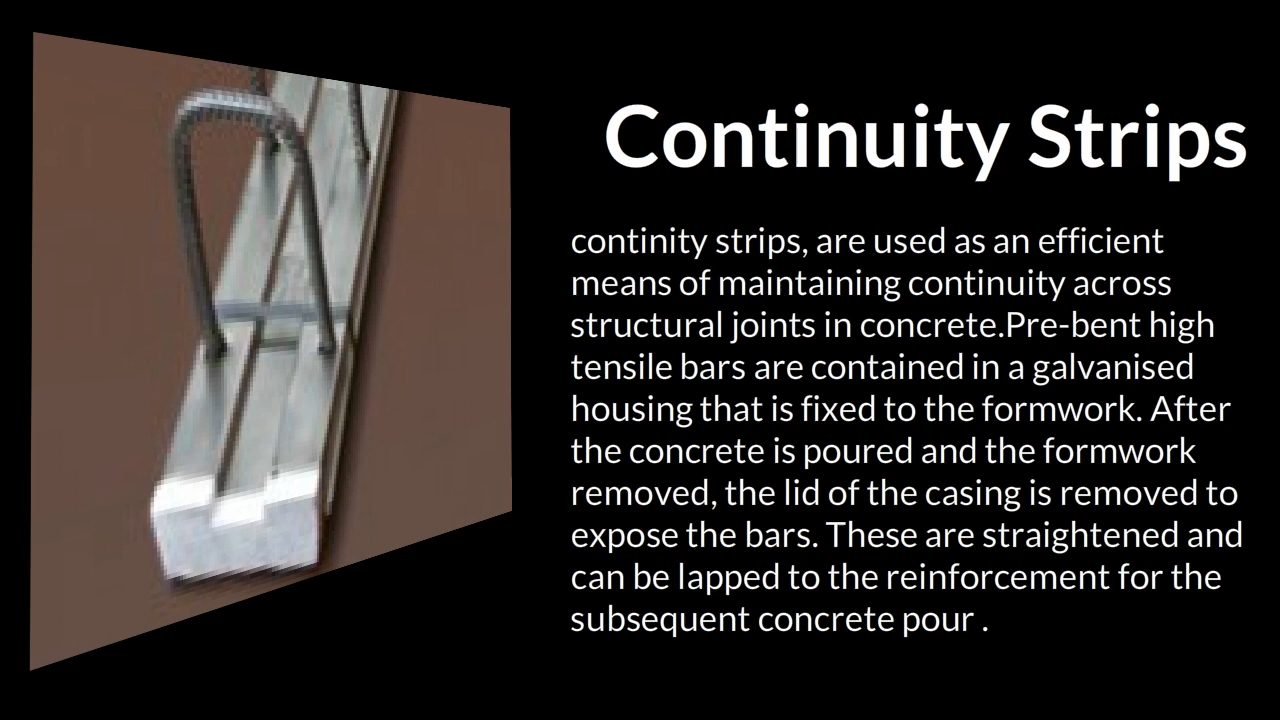 Continuity Strips
continity strips, are used as an efficient
means of maintaining continuity across
structural joints in concrete.Pre-bent high
tensile bars are contained in a galvanised
housing that is fixed to the formwork. After
the concrete is poured and the formwork
removed, the lid of the casing is removed to
expose the bars. These are straightened and
can be lapped to the reinforcement for the
subsequent concrete pour .